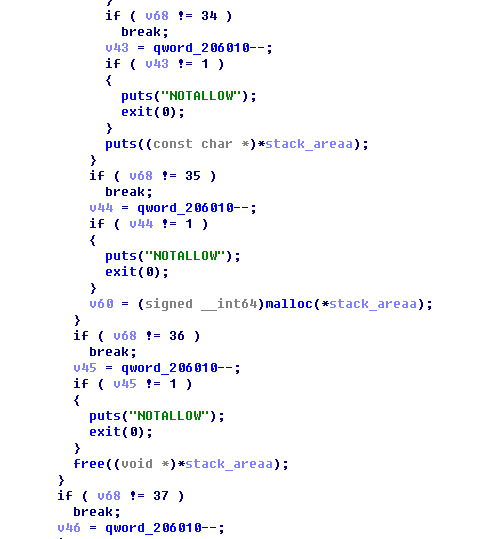 }
if ( v68 != 34 )
break;
v43 = qword_206010--;
if ( v43 != 1 )
{
puts("NOTALLOW");
exit(0);
}
puts((const char *)*stack_areaa);
}
if ( v68 != 35 )
break;
v44 = qword_206010--;
if ( v44 != 1 )
{
puts("NOTALLOW");
exit(0);
}
v60 = (signed __int64)malloc(*stack_areaa);
}
if ( v68 != 36 )
break;
v45 = qword_206010--;
if ( v45 != 1 )
{
puts("NOTALLOW");
exit(0);
}
free((void *)*stack_areaa);
}
if ( v68 != 37 )
break;
v46 = qword_206010--;